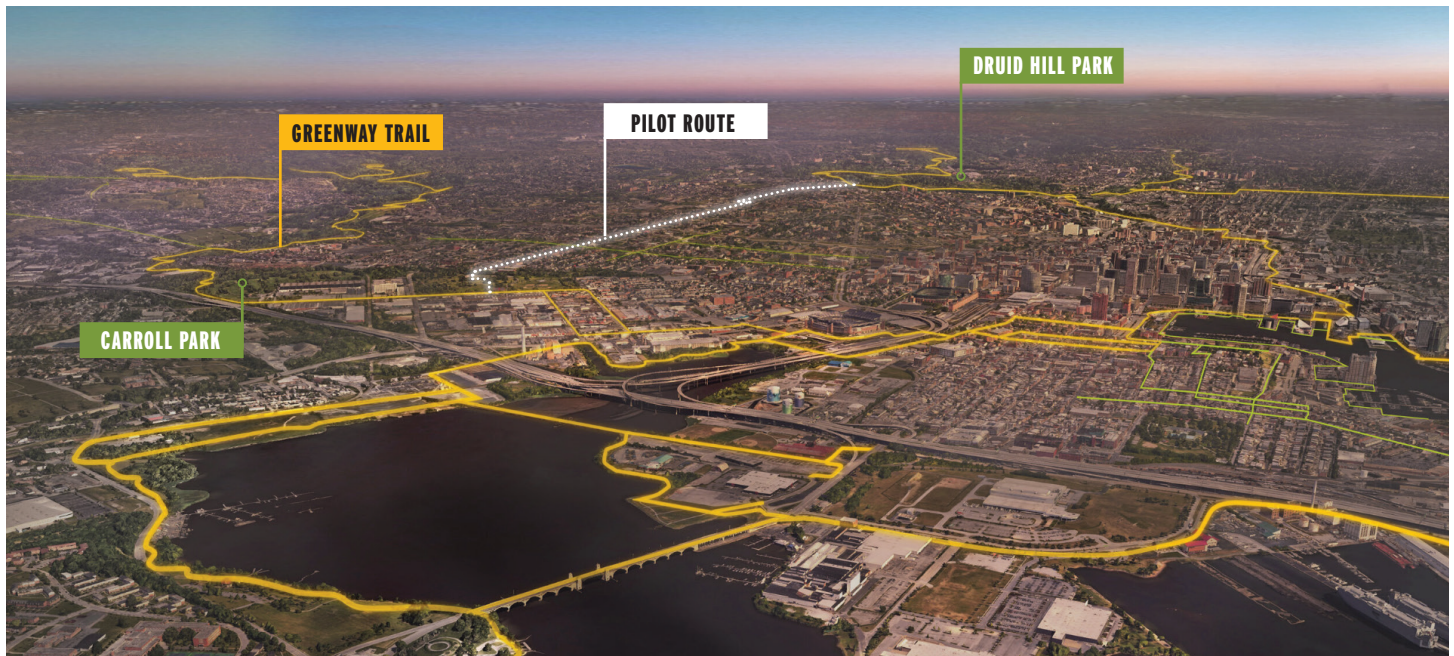 DRUID HILL PARK
PILOT ROUTE
GREENWAY TRAIL
CARROLL PARK